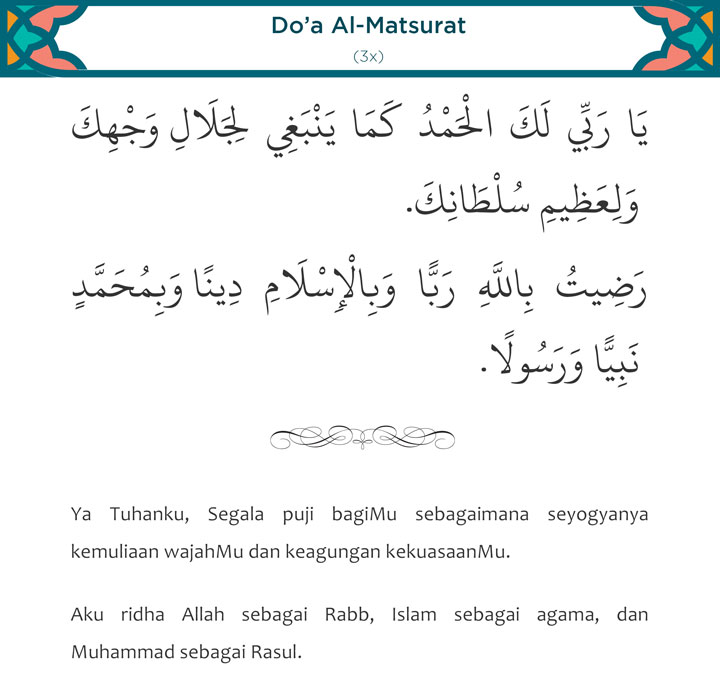 Do’a Al-Matsurat
(3x)
يَا رَبِّي لَكَ الْحَمْدُ كَمَا يَنْبَغِي لِجَلَالِ وَجْهِكَ
وَلِعَظِيمِ سُلْطَانِكَ.
رَضِيتُ بِاللَّهِ رَبًّا وَبِالْإِسْلَامِ دِينًا وَبِمُحَمَّدٍ
نَبِيًّا وَرَسُولًا.
Ya Tuhanku, Segala puji bagiMu sebagaimana seyogyanya
kemuliaan wajahMu dan keagungan kekuasaanMu.
Aku ridha Allah sebagai Rabb, Islam sebagai agama, dan
Muhammad sebagai Rasul.